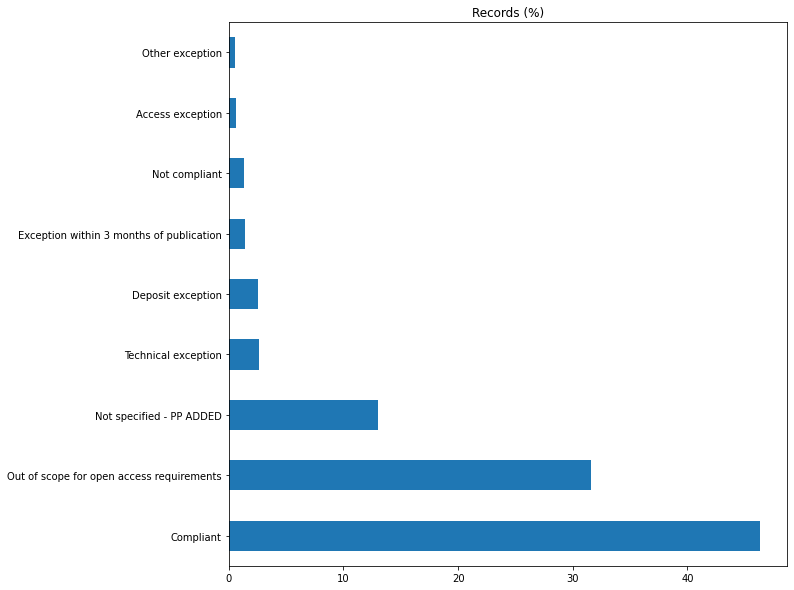 Records (%)
Other exception
Access exception
Not compliant
Exception within 3 months of publication
Deposit exception
Technical exception
Not specified - PP ADDED
Out of scope for open access requirements
Compliant
0 10 20 30 40